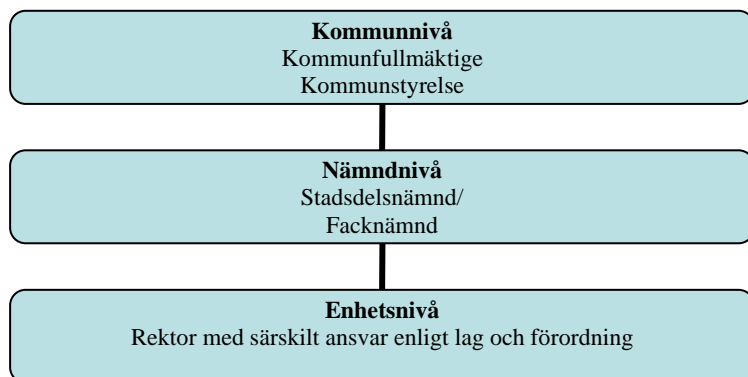 Kommunnivå
Kommunfullmäktige
Kommunstyrelse
Nämndnivå
Stadsdelsnämnd/
Facknämnd
Enhetsnivå
Rektor med särskilt ansvar enligt lag och förordning